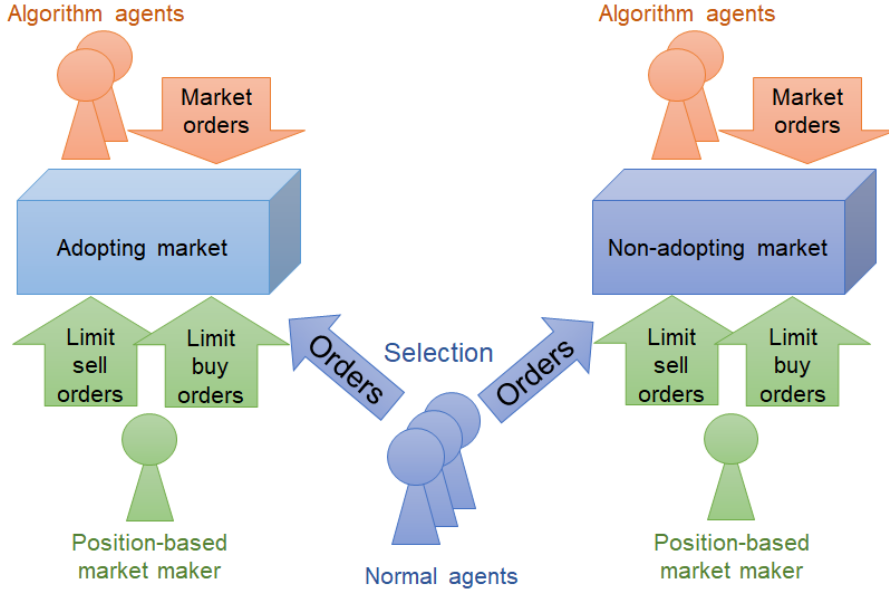 Algorithm agents
Algorithm agents
Market
orders
Market
orders
Adopting market
Non-adopting market
Limit
sell
orders
Limit
buy
orders
Orders
Selection
Orders
Limit
sell
orders
Limit
buy
orders
Position-based
market maker
Normal agents
Position-based
market maker